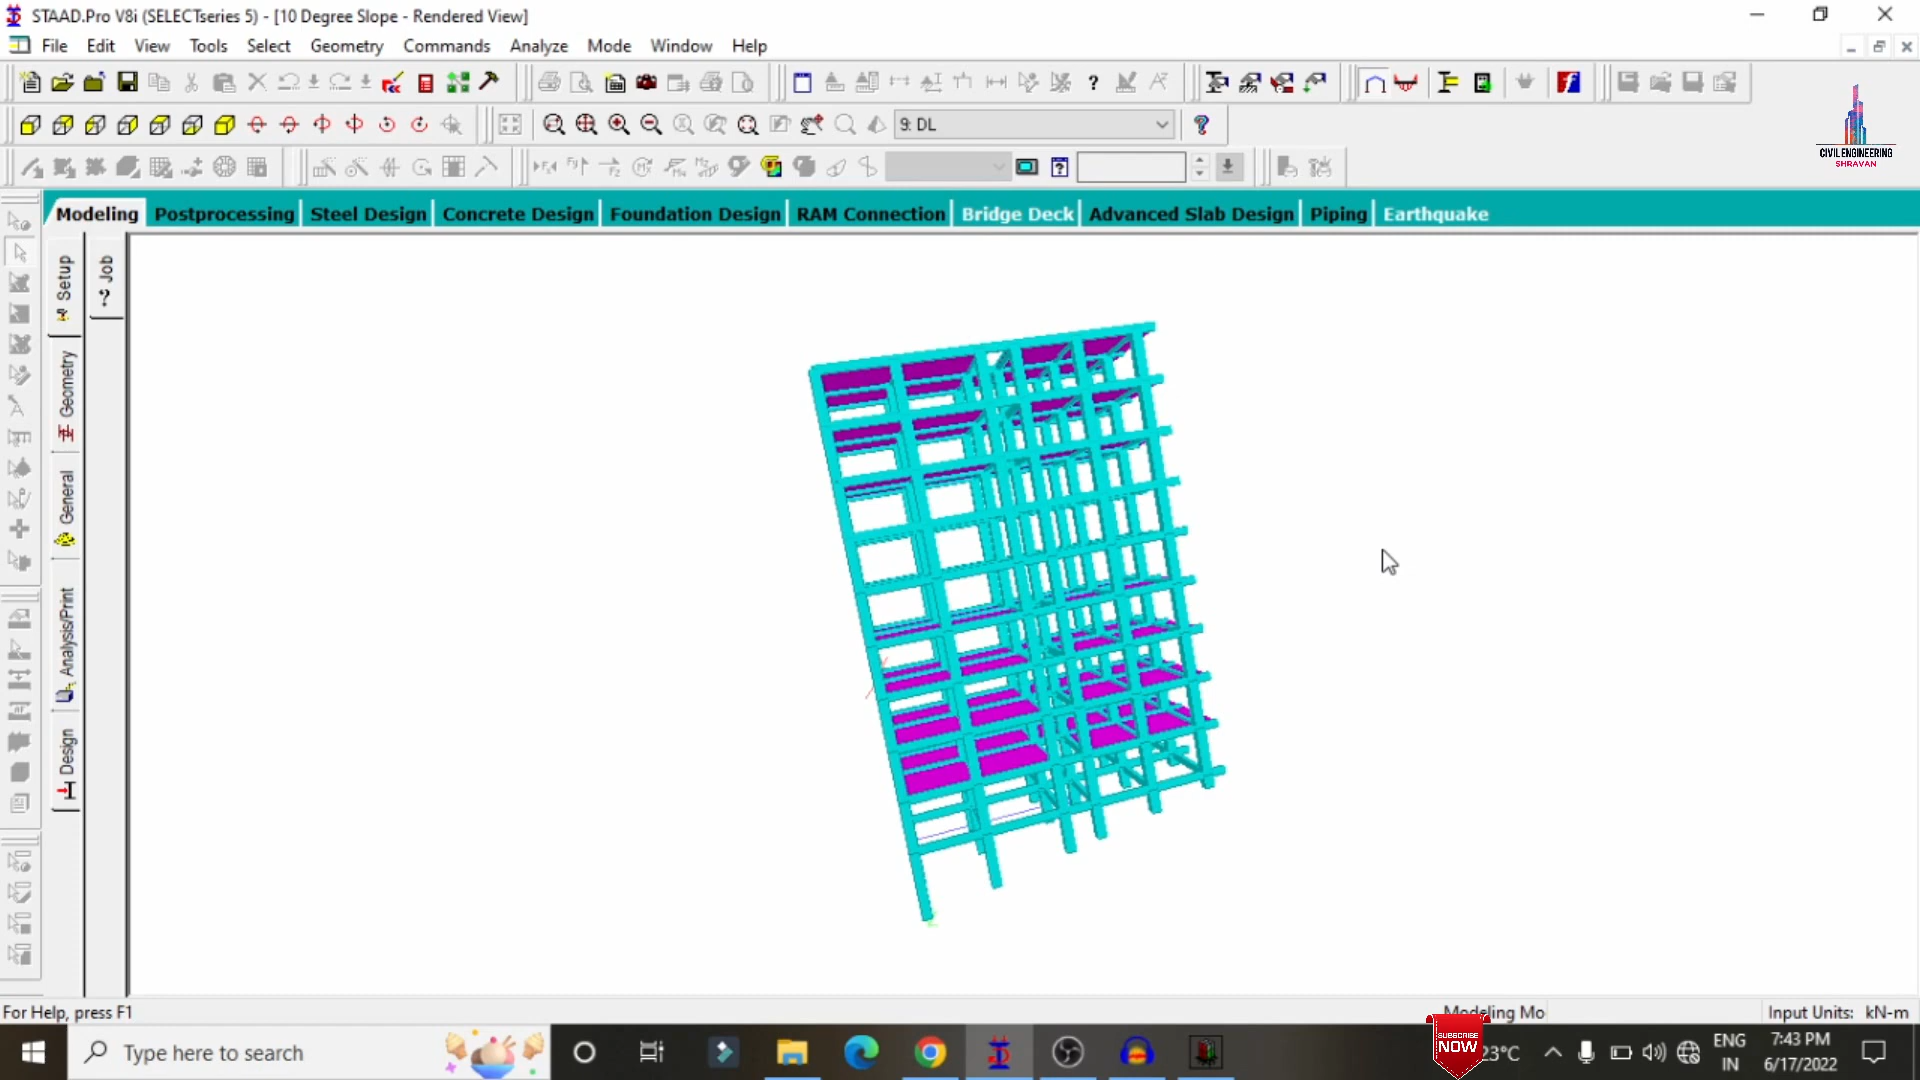 STAAD.Pro V8i (SELECTseries 5) - [10 Degree Slope - Rendered View]
File Edit View Tools Select Geometry Commands Analyze Mode Window Help
9: DL
CIVIL ENGINEERING
SHRAVAN
Modeling Postprocessing Steel Design Concrete Design Foundation Design RAM Connection Bridge Deck Advanced Slab Design Piping Earthquake
Setup
Job
Geometry
General
Analysis/Print
Design
For Help, press F1
Modeling Mo
Input Units: kN-m
Type here to search
SUBSCRIBE
NOW
23°C
ENG
IN
7:43 PM
6/17/2022